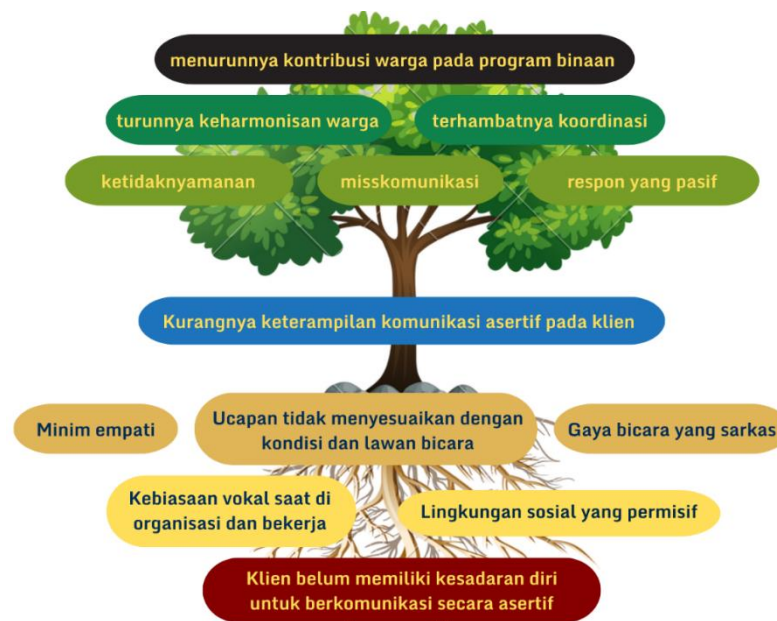 menurunnya kontribusi warga pada program binaan
turunnya keharmonisan warga
terhambatnya koordinasi
ketidaknyamanan
misskomunikasi
respon yang pasif
Kurangnya keterampilan komunikasi asertif pada klien
Minim empati
Ucapan tidak menyesuaikan dengan
kondisi dan lawan bicara
Gaya bicara yang sarkas
Kebiasaan vokal saat di
organisasi dan bekerja
Lingkungan sosial yang permisif
Klien belum memiliki kesadaran diri
untuk berkomunikasi secara asertif